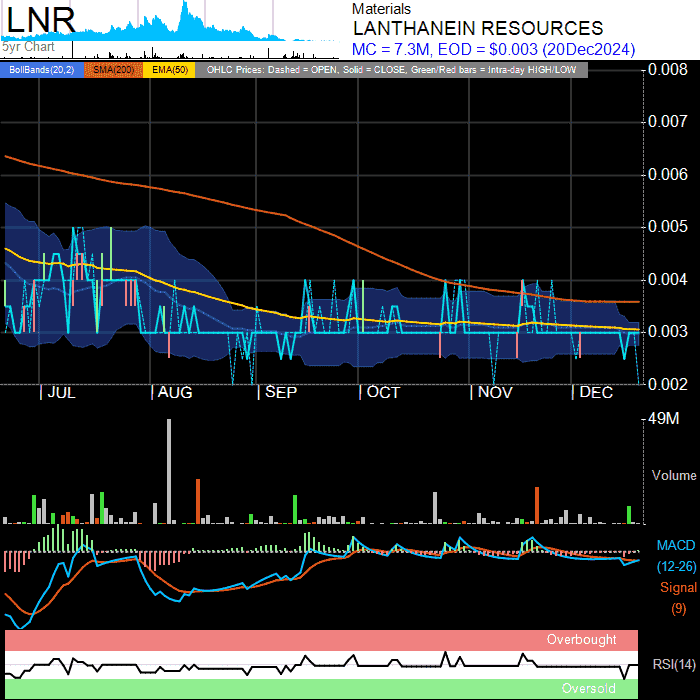 LNR
5yr Chart
Materials
LANTHANEIN RESOURCES
MC = 7.3M, EOD = $0.003 (20Dec2024)
BollBands(20,2) SMA(200) EMA(50) OHLC Prices: Dashed = OPEN, Solid = CLOSE, Green/Red bars = Intra-day HIGH/LOW
0.008
0.007
0.006
0.005
0.004
0.003
0.002
JUL AUG SEP OCT NOV DEC
49M
Volume
MACD
(12-26)
Signal
(9)
Overbought
RSI(14)
Oversold